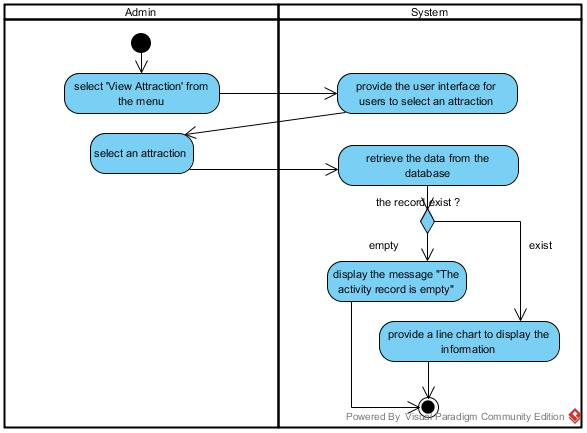 Admin
System
select 'View Attraction' from
the menu
provide the user interface for
users to select an attraction
select an attraction
retrieve the data from the
database
the record exist ?
empty
exist
display the message "The
activity record is empty"
provide a line chart to display the
information
Powered By Visual Paradigm Community Edition